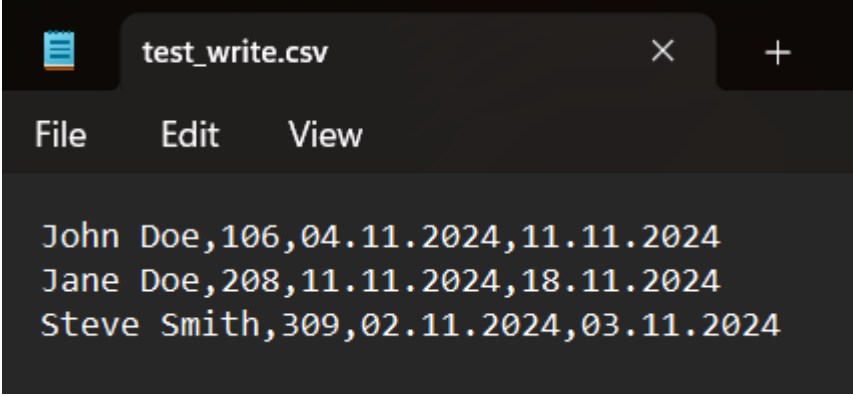 test_write.csv
File Edit View
John Doe,106,04.11.2024,11.11.2024
Jane Doe,208,11.11.2024,18.11.2024
Steve Smith,309,02.11.2024,03.11.2024